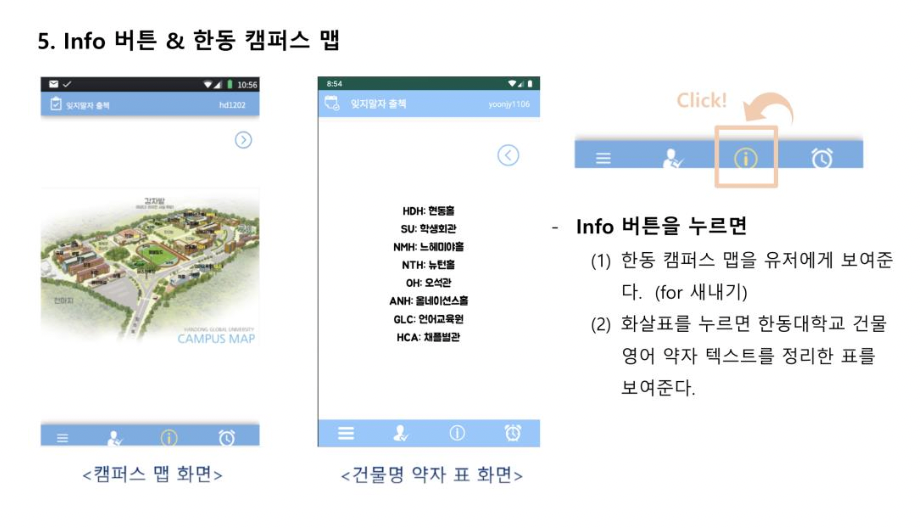 5. Info 버튼 & 한동 캠퍼스 맵
10:56
잊지말자 출첵 hd1202
감자밭
HANDONG GLOBAL UNIVERSITY
CAMPUS MAP
<캠퍼스 맵 화면>
8:54
잊지말자 출첵 yoonjy1106
HDH: 현동홀
SU: 학생회관
NMH: 느헤미야홀
NTH: 뉴턴홀
OH: 오석관
ANH: 올네이션스홀
GLC: 언어교육원
HCA: 채플별관
<건물명 약자 표 화면>
Click!
- Info 버튼을 누르면
(1) 한동 캠퍼스 맵을 유저에게 보여준
다. (for 새내기)
(2) 화살표를 누르면 한동대학교 건물
영어 약자 텍스트를 정리한 표를
보여준다.